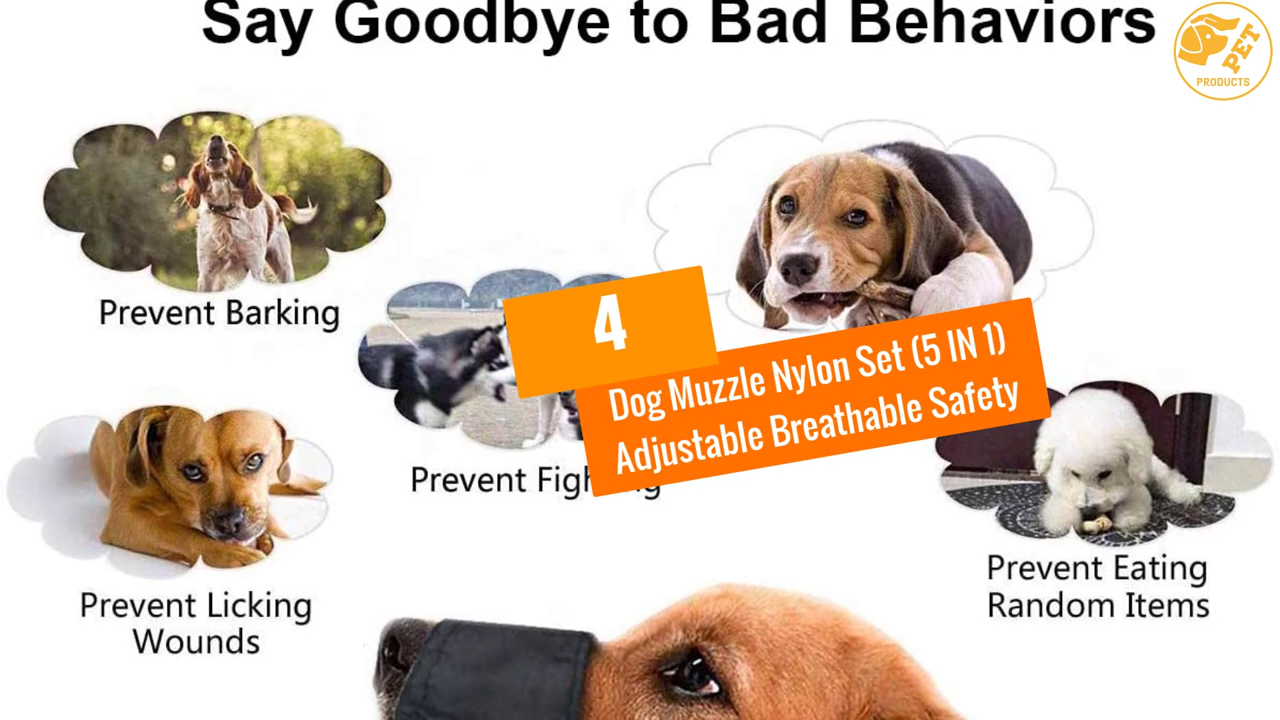 Say Goodbye to Bad Behaviors
PET
PRODUCTS
Prevent Barking
4
Dog Muzzle Nylon Set (5 IN 1)
Adjustable Breathable Safety
Prevent
Prevent Licking
Wounds
Prevent Eating
Random Items